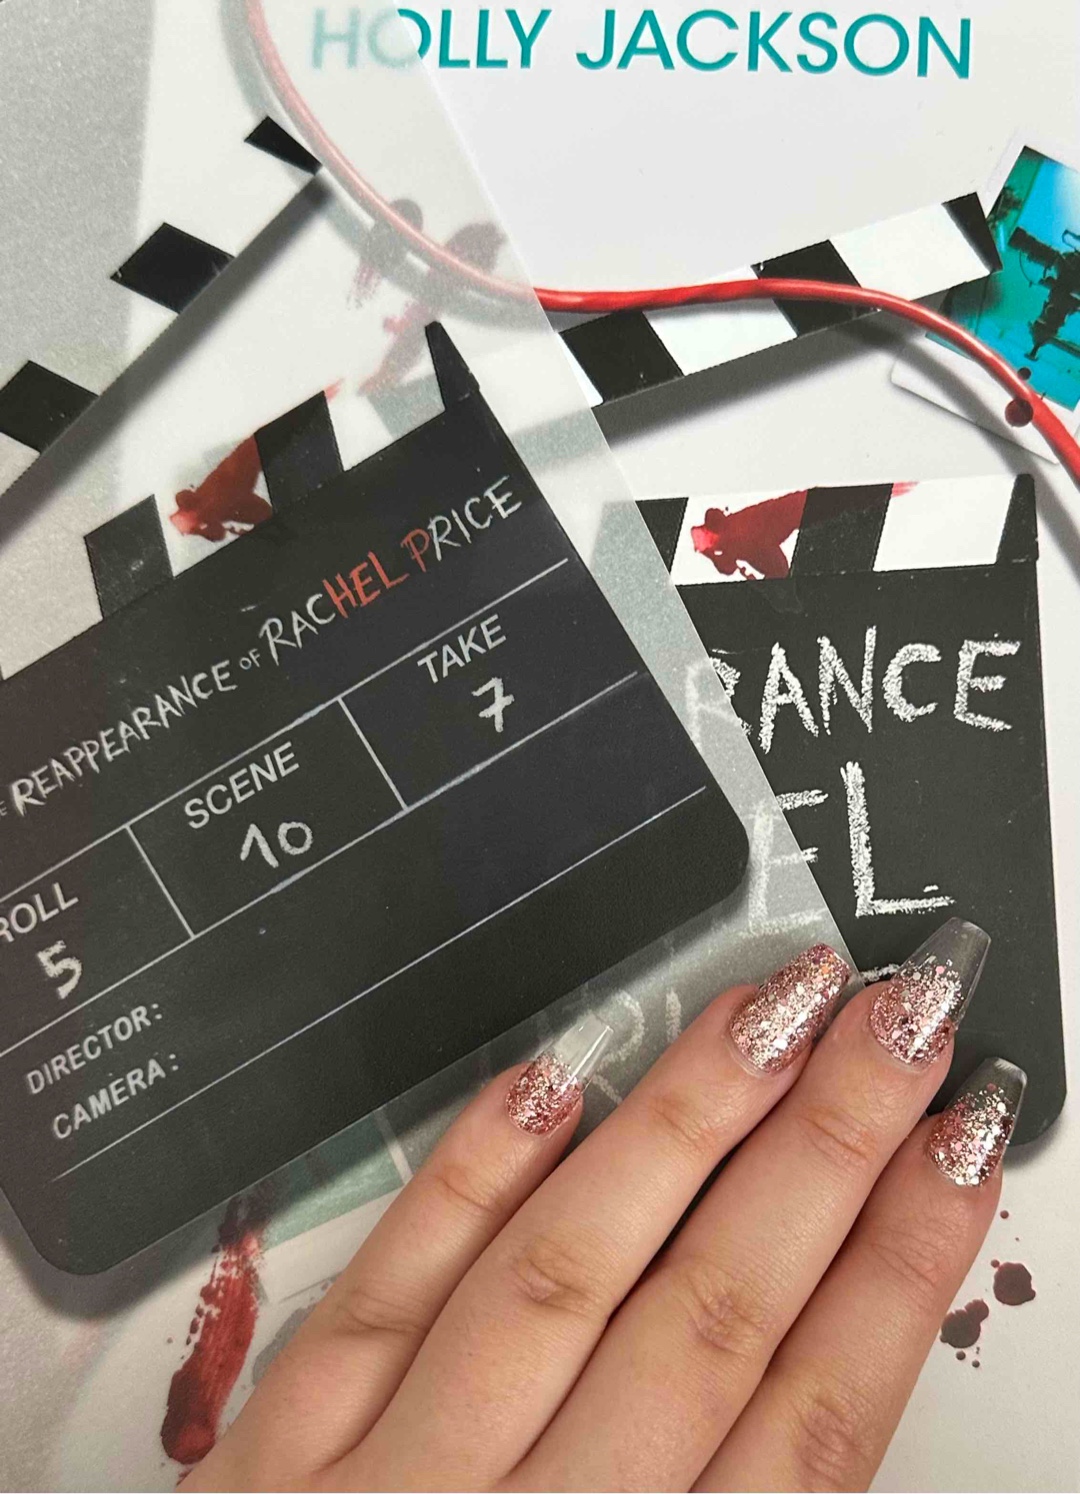 HOLLY JACKSON
REAPPEARANCE OF RACHEL PRICE
ROLL
5
SCENE
10
TAKE
7
DIRECTOR:
CAMERA:
RANCE
EL